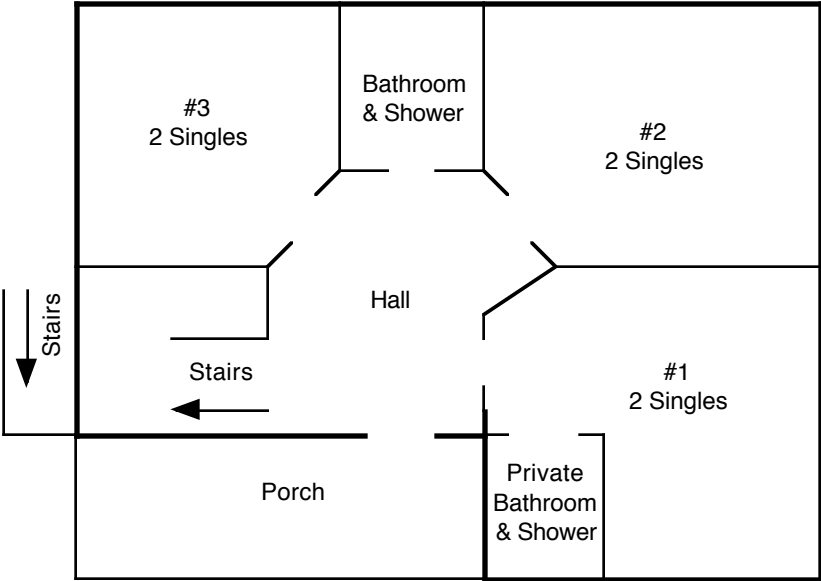 #3
2 Singles
Bathroom
& Shower
#2
2 Singles
Stairs
Hall
Stairs
#1
2 Singles
Porch
Private
Bathroom
& Shower